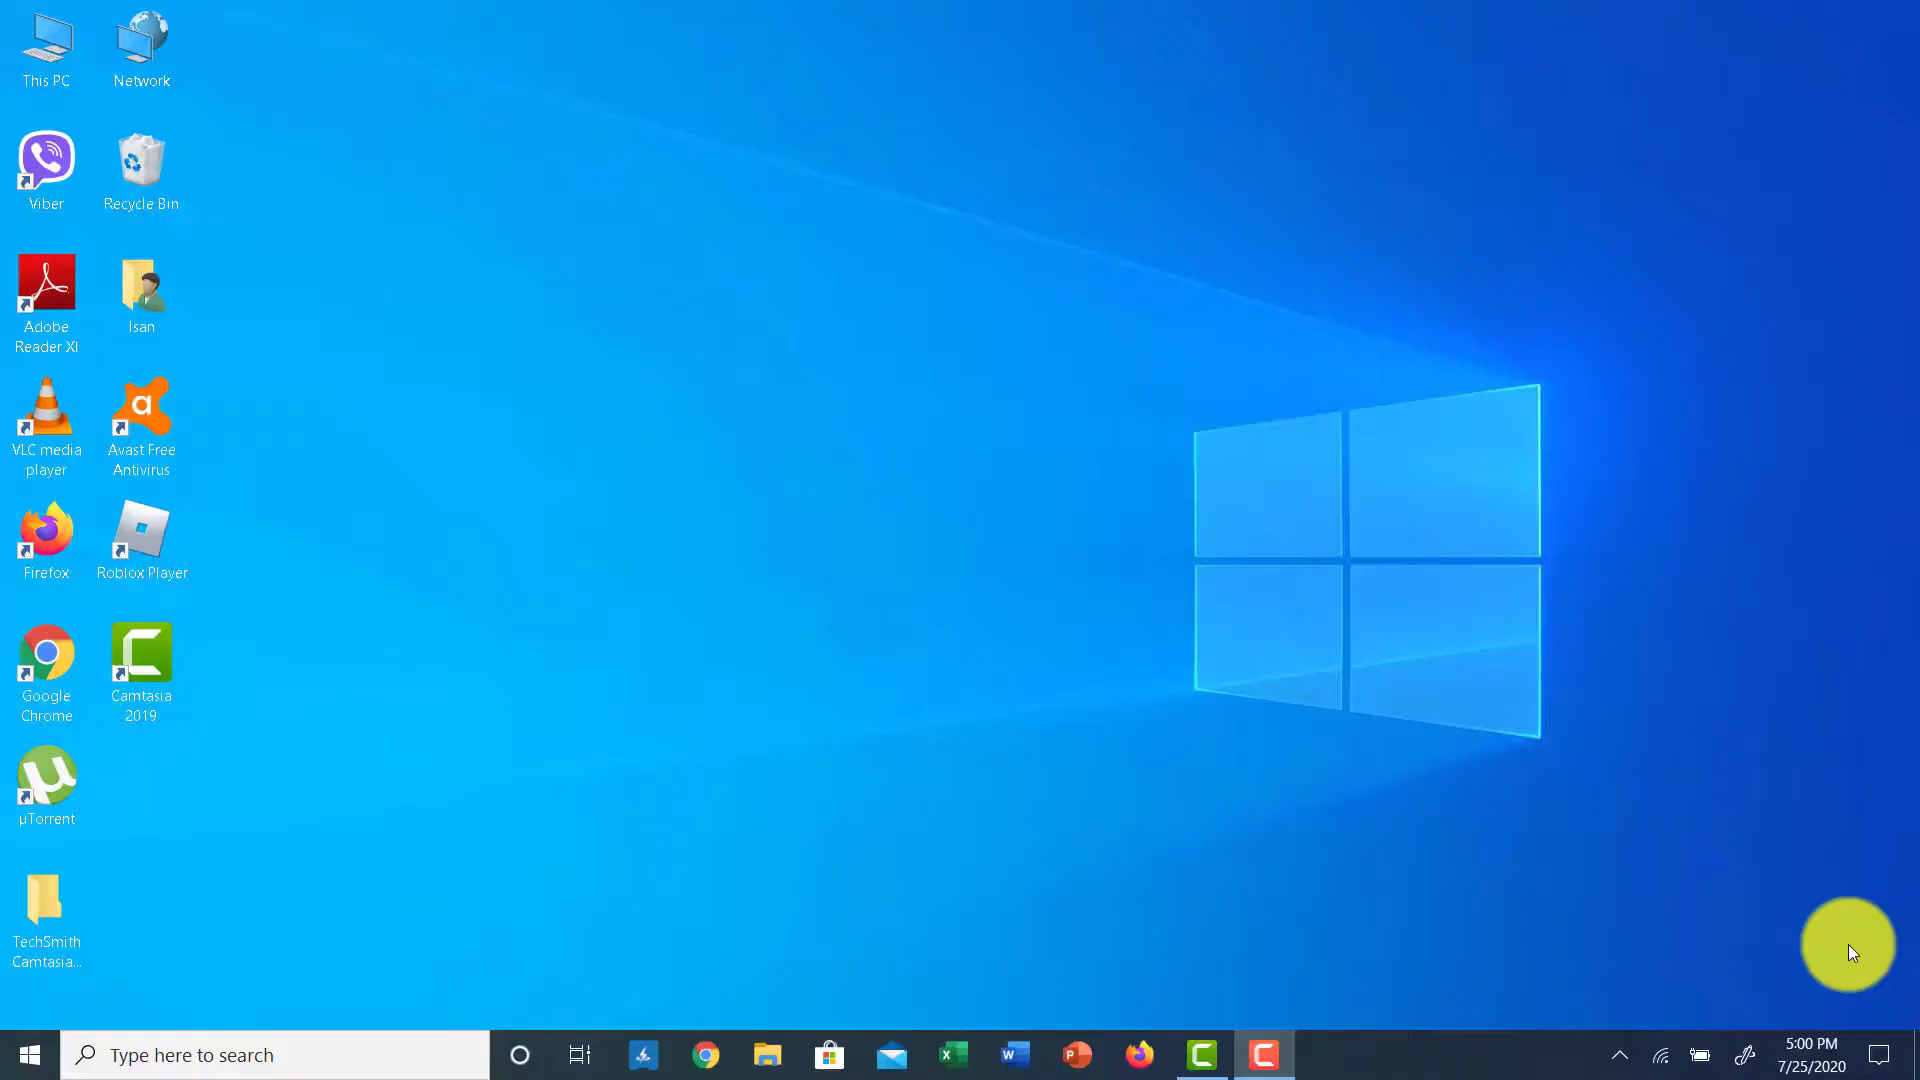 This PC
Network
Viber
Recycle Bin
Adobe
Reader XI
Isan
VLC media
player
Avast Free
Antivirus
Firefox
Roblox Player
Google
Chrome
Camtasia
2019
µTorrent
TechSmith
Camtasia...
Type here to search
5:00 PM
7/25/2020